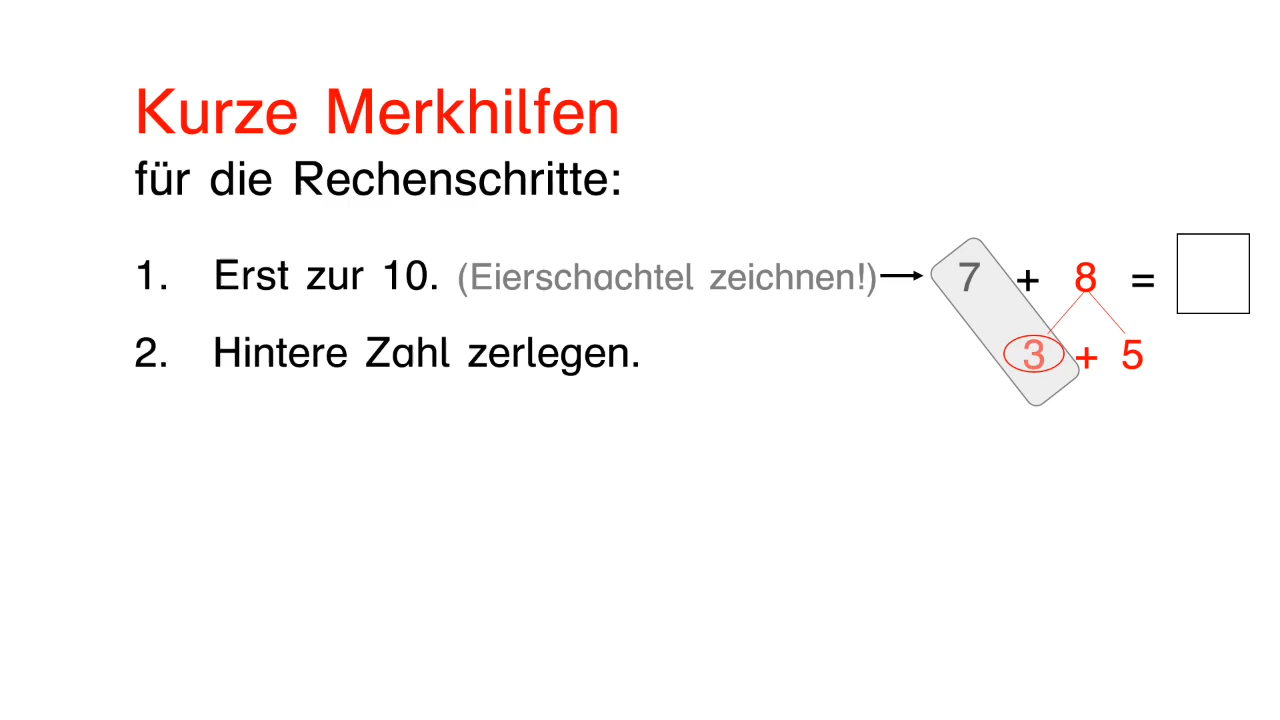 Kurze Merkhilfen
für die Rechenschritte:
1. Erst zur 10. (Eierschachtel zeichnen!) 7 + 8 =
2. Hintere Zahl zerlegen. 3 + 5